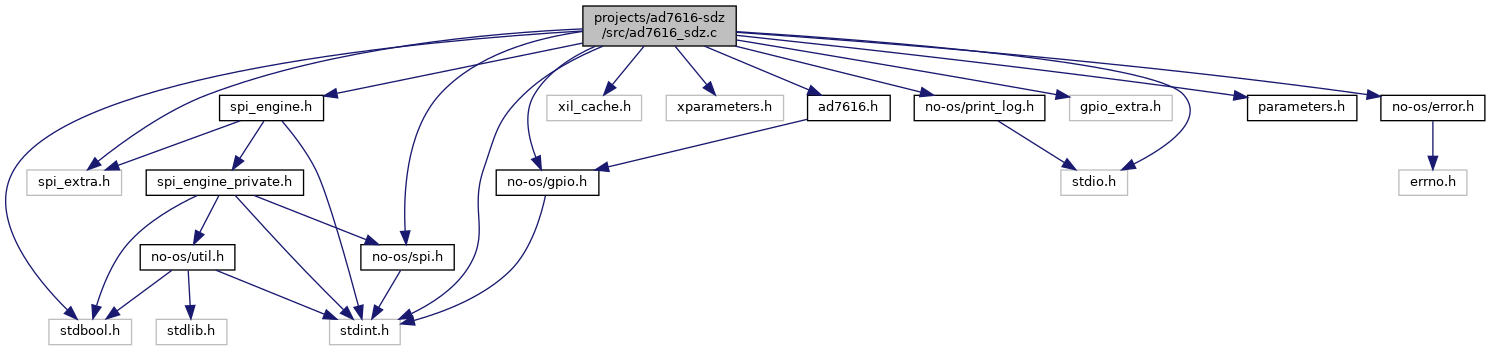 projects/ad7616-sdz
/src/ad7616_sdz.c
spi_engine.h
xil_cache.h
xparameters.h
ad7616.h
no-os/print_log.h
gpio_extra.h
parameters.h
no-os/error.h
spi_extra.h
spi_engine_private.h
no-os/gpio.h
stdio.h
errno.h
no-os/util.h
no-os/spi.h
stdbool.h
stdlib.h
stdint.h